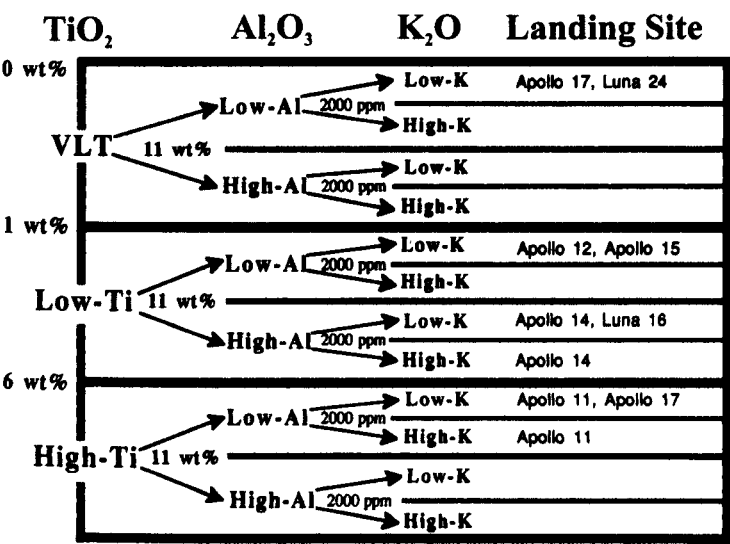 TiO₂ Al₂O₃ K₂O Landing Site
0 wt%
Low-K Apollo 17, Luna 24
Low-Al 2000 ppm
High-K
VLT 11 wt%
Low-K
High-Al 2000 ppm
High-K
1 wt%
Low-K Apollo 12, Apollo 15
Low-Al 2000 ppm
High-K
Low-Ti 11 wt%
Low-K Apollo 14, Luna 16
High-Al 2000 ppm
High-K Apollo 14
6 wt%
Low-K Apollo 11, Apollo 17
Low-Al 2000 ppm
High-K Apollo 11
High-Ti 11 wt%
Low-K
High-Al 2000 ppm
High-K